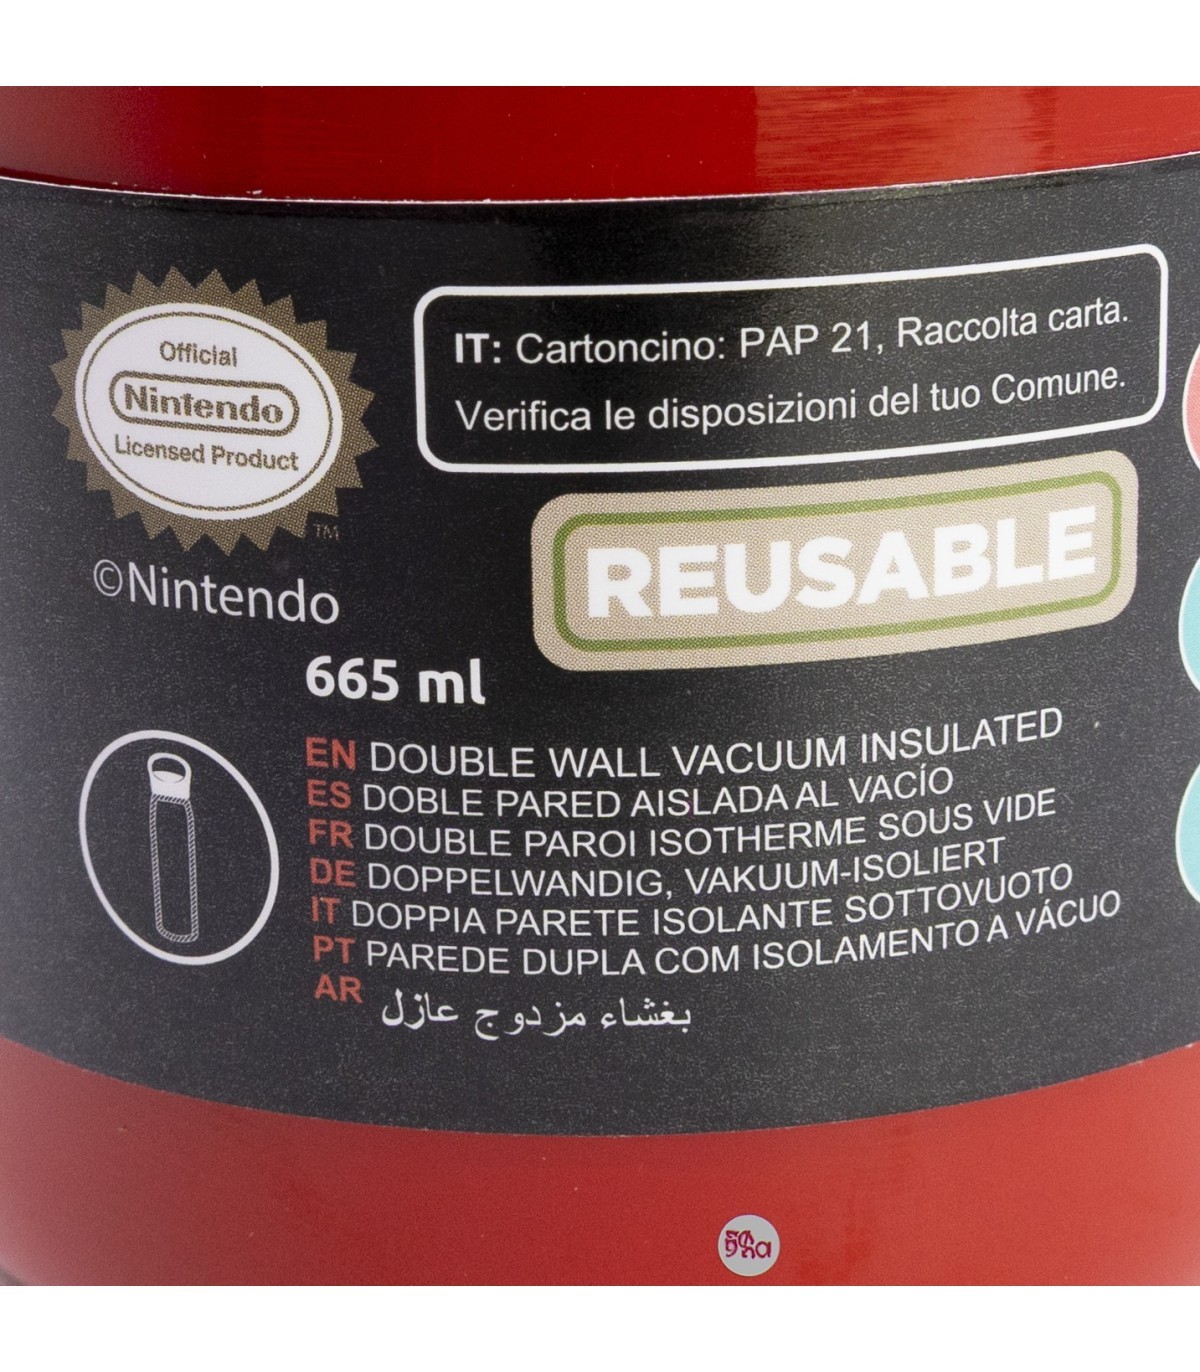 Official
Nintendo
Licensed Product
TM
©Nintendo
IT: Cartoncino: PAP 21, Raccolta carta.
Verifica le disposizioni del tuo Comune.
REUSABLE
665 ml
EN DOUBLE WALL VACUUM INSULATED
ES DOBLE PARED AISLADA AL VACÍO
FR DOUBLE PAROI ISOTHERME SOUS VIDE
DE DOPPELWANDIG, VAKUUM-ISOLIERT
IT DOPPIA PARETE ISOLANTE SOTTOVUOTO
PT PAREDE DUPLA COM ISOLAMENTO A VÁCUO
AR بغشاء مزدوج عازل